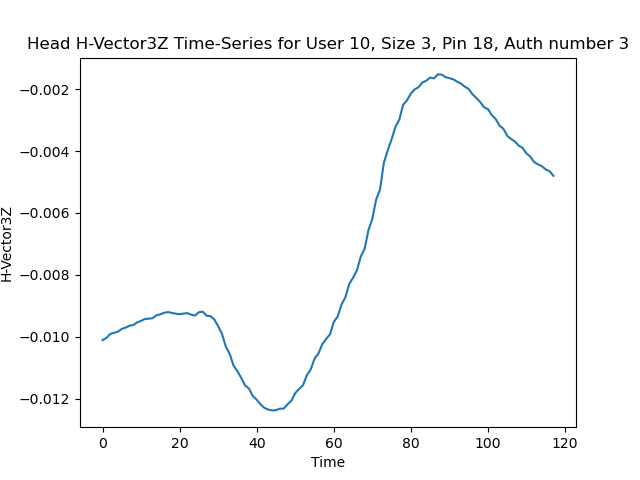 Head H-Vector3Z Time-Series for User 10, Size 3, Pin 18, Auth number 3
H-Vector3Z
−0.002
−0.004
−0.006
−0.008
−0.010
−0.012
0 20 40 60 80 100 120
Time